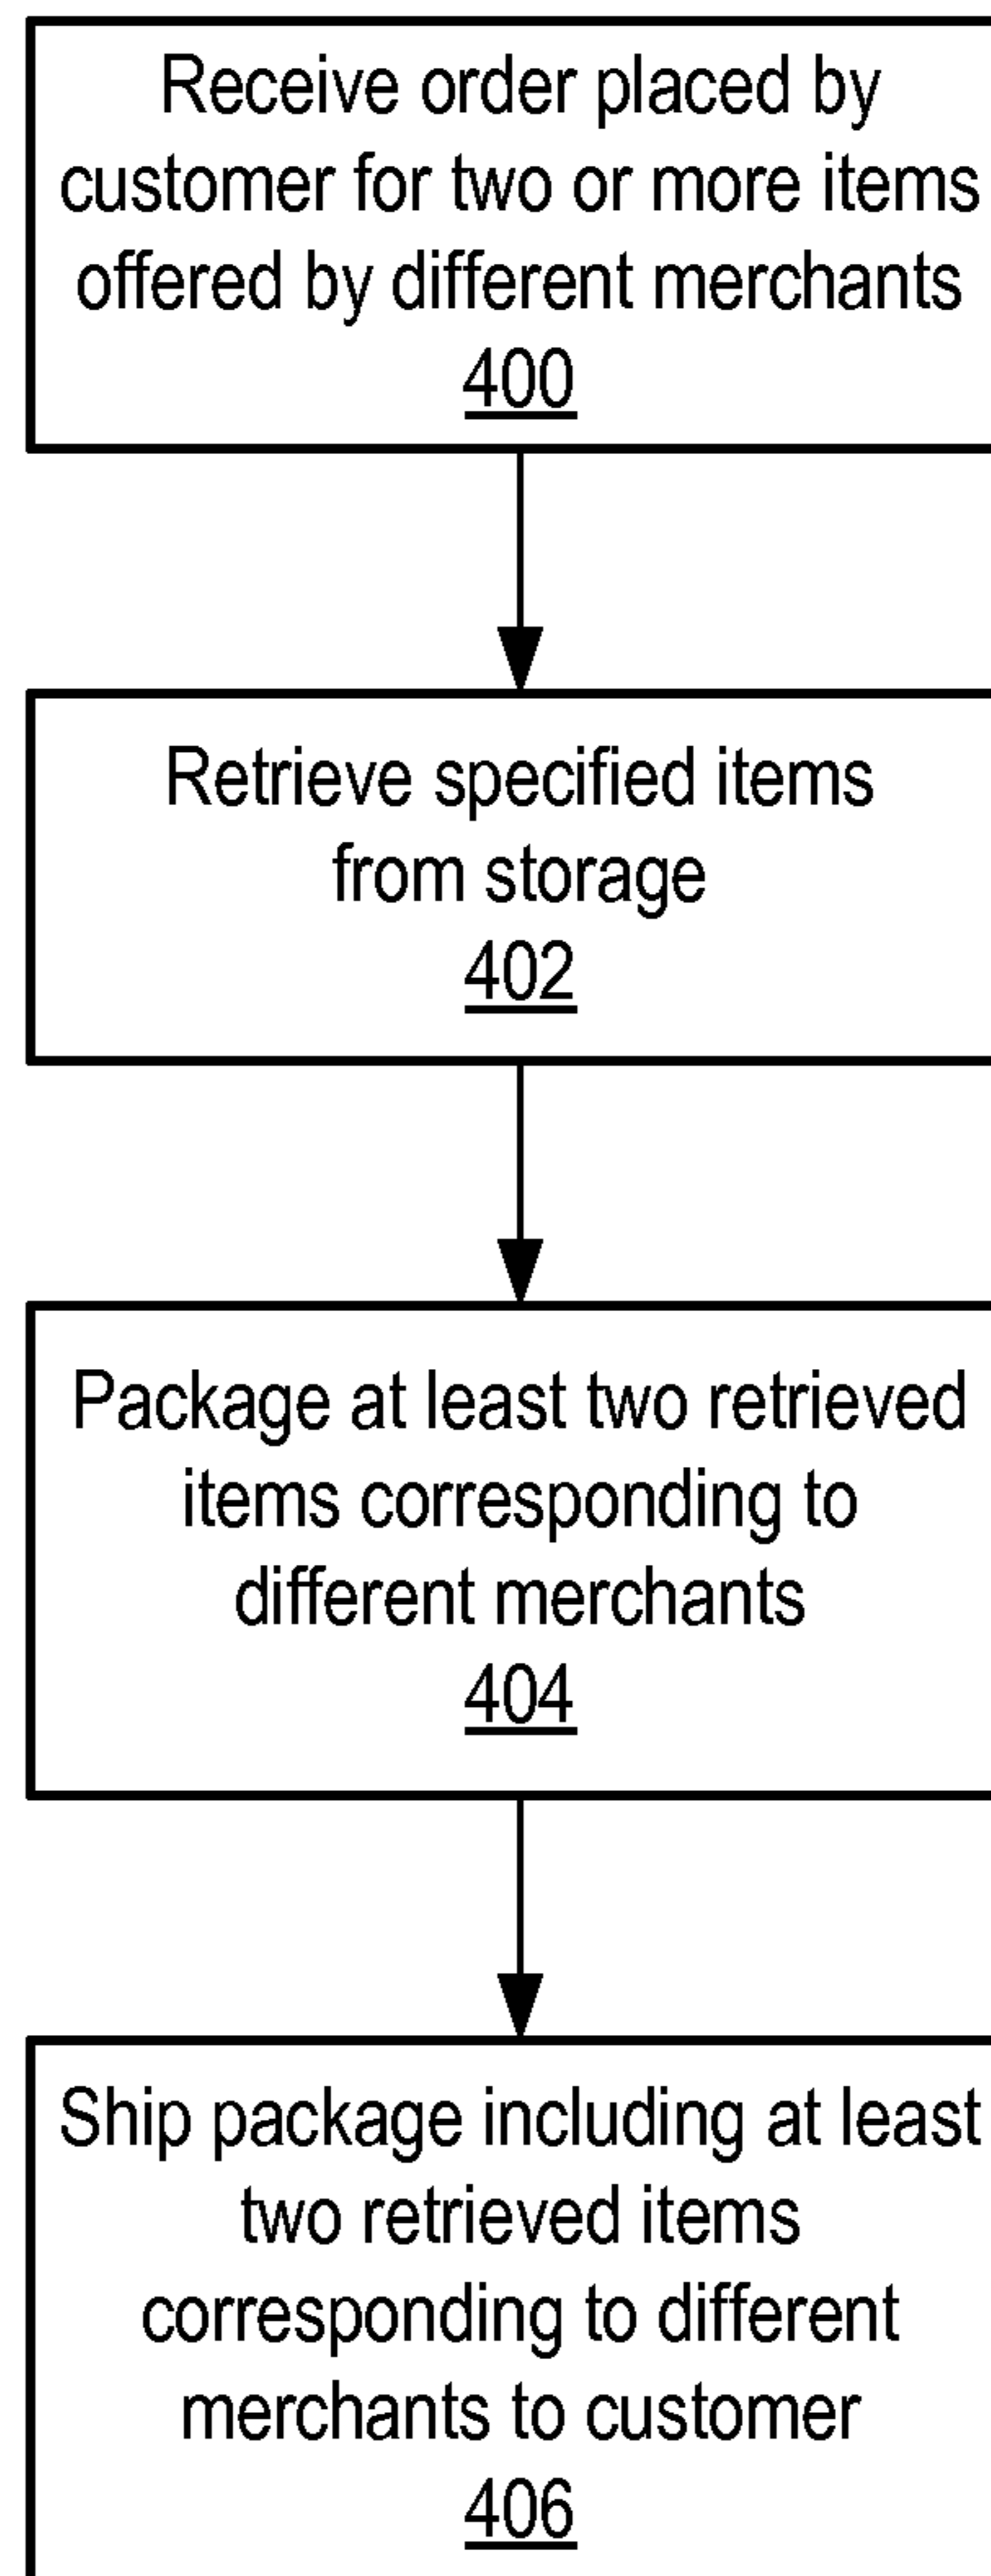 Receive order placed by
customer for two or more items
offered by different merchants
400
Retrieve specified items
from storage
402
Package at least two retrieved
items corresponding to
different merchants
404
Ship package including at least
two retrieved items
corresponding to different
merchants to customer
406